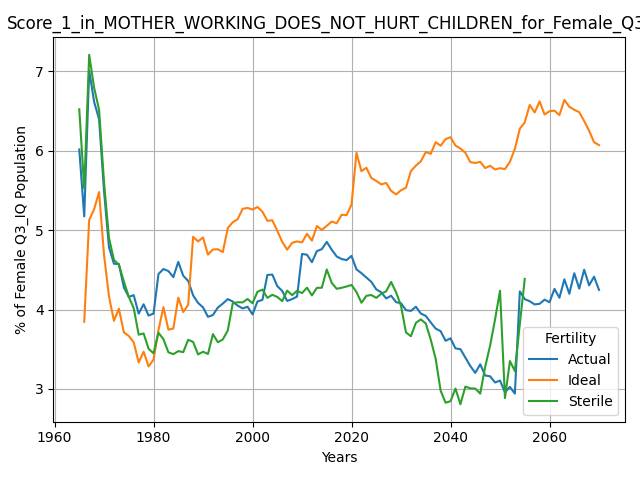 Score_1_in_MOTHER_WORKING_DOES_NOT_HURT_CHILDREN_for_Female_Q3
% of Female Q3_IQ Population
7
6
5
4
3
1960 1980 2000 2020 2040 2060
Years
Fertility
Actual
Ideal
Sterile